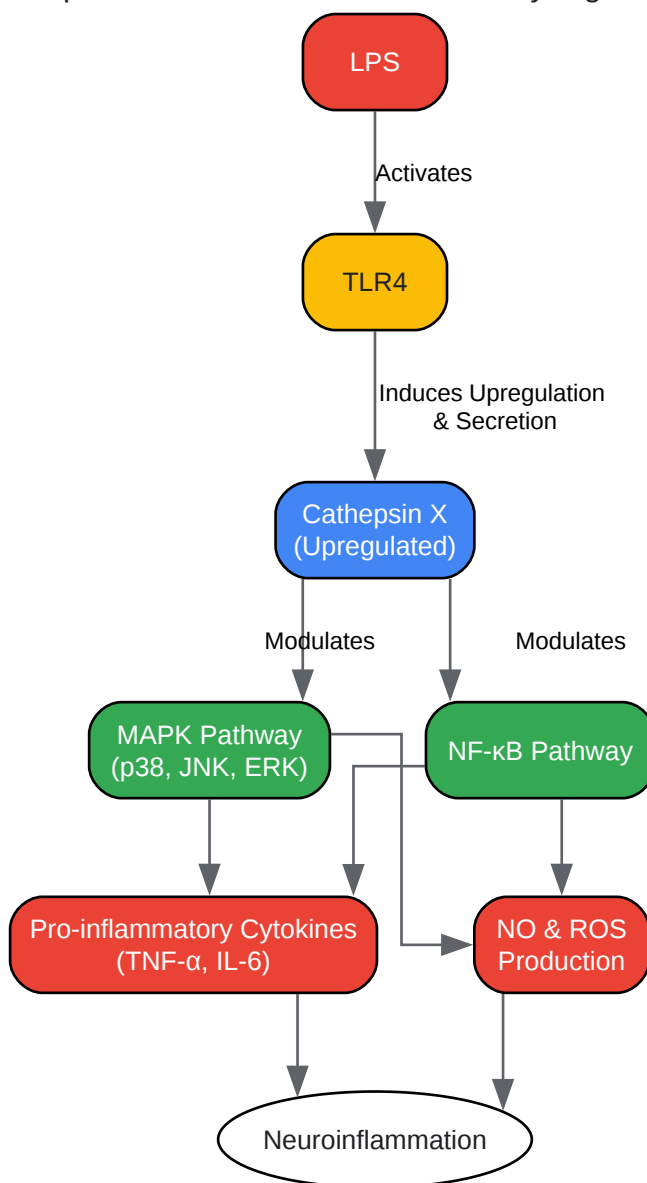 LPS
Activates
TLR4
Induces Upregulation
& Secretion
Cathepsin X
(Upregulated)
Modulates
Modulates
MAPK Pathway
(p38, JNK, ERK)
NF-κB Pathway
Pro-inflammatory Cytokines
(TNF-α, IL-6)
NO & ROS
Production
Neuroinflammation